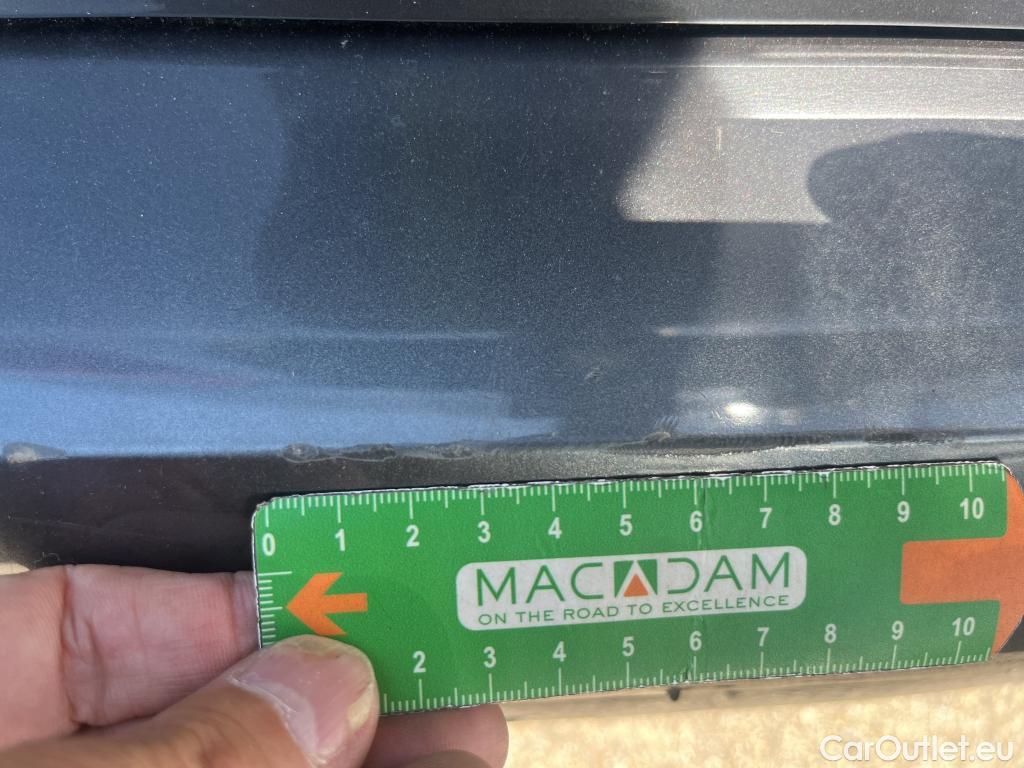 0 1 2 3 4 5 6 7 8 9 10
MACADAM
ON THE ROAD TO EXCELLENCE
2 3 4 5 6 7 8 9 10
CarOutlet.eu